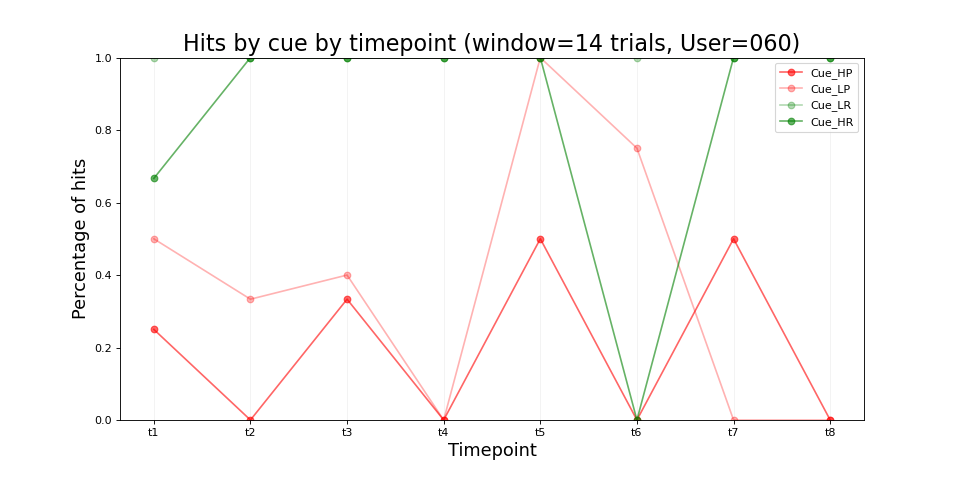 Hits by cue by timepoint (window=14 trials, User=060)
Percentage of hits
1.0
0.8
0.6
0.4
0.2
0.0
Cue_HP
Cue_LP
Cue_LR
Cue_HR
t1 t2 t3 t4 t5 t6 t7 t8
Timepoint